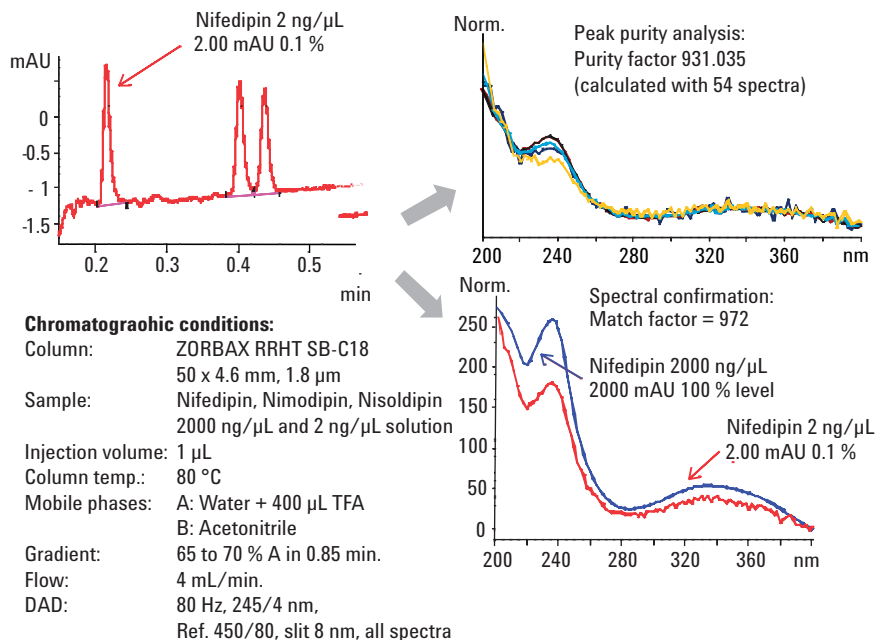 Nifedipin 2 ng/µL
2.00 mAU 0.1 %
mAU
0
-0.5
- 1
-1.5
0.2
0.3
0.4
0.5
min
Norm.
Peak purity analysis:
Purity factor 931.035
(calculated with 54 spectra)
200
240
280
320
360
nm
Norm.
Spectral confirmation:
Match factor = 972
250
200
150
100
50
0
Nifedipin 2000 ng/µL
2000 mAU 100 % level
Nifedipin 2 ng/µL
2.00 mAU 0.1 %
200
240
280
320
360
nm
Chromatograohic conditions:
Column: ZORBAX RRHT SB-C18
50 x 4.6 mm, 1.8 µm
Sample: Nifedipin, Nimodipin, Nisoldipin
2000 ng/µL and 2 ng/µL solution
Injection volume: 1 µL
Column temp.: 80 °C
Mobile phases: A: Water + 400 µL TFA
B: Acetonitrile
Gradient: 65 to 70 % A in 0.85 min.
Flow: 4 mL/min.
DAD: 80 Hz, 245/4 nm,
Ref. 450/80, slit 8 nm, all spectra